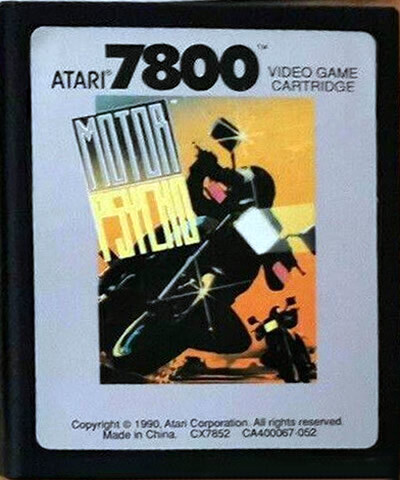 ATARI® 7800™ VIDEO GAME
CARTRIDGE
MOTOR
PSYCHO
Copyright © 1990, Atari Corporation. All rights reserved.
Made in China. CX7852 CA400067-052